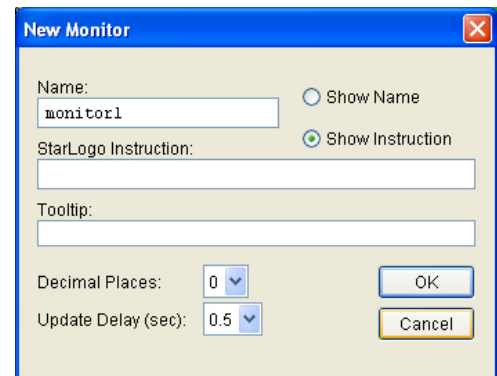 New Monitor
Name:
monitor1
Show Name
Show Instruction
StarLogo Instruction:
Tooltip:
Decimal Places:
0
OK
Update Delay (sec):
0.5
Cancel